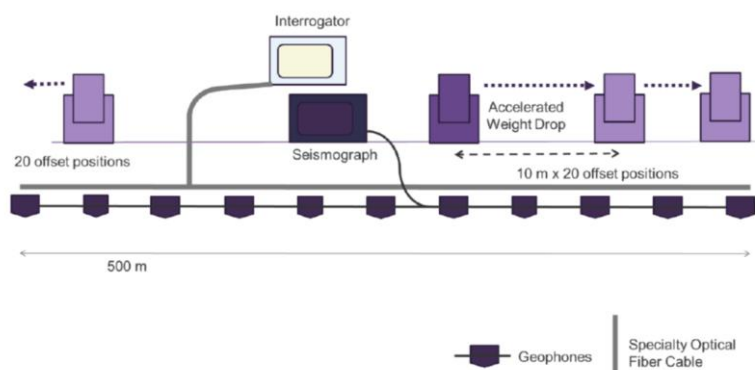 Interrogator
Accelerated
Weight Drop
Seismograph
20 offset positions
10 m x 20 offset positions
500 m
Geophones
Specialty Optical
Fiber Cable